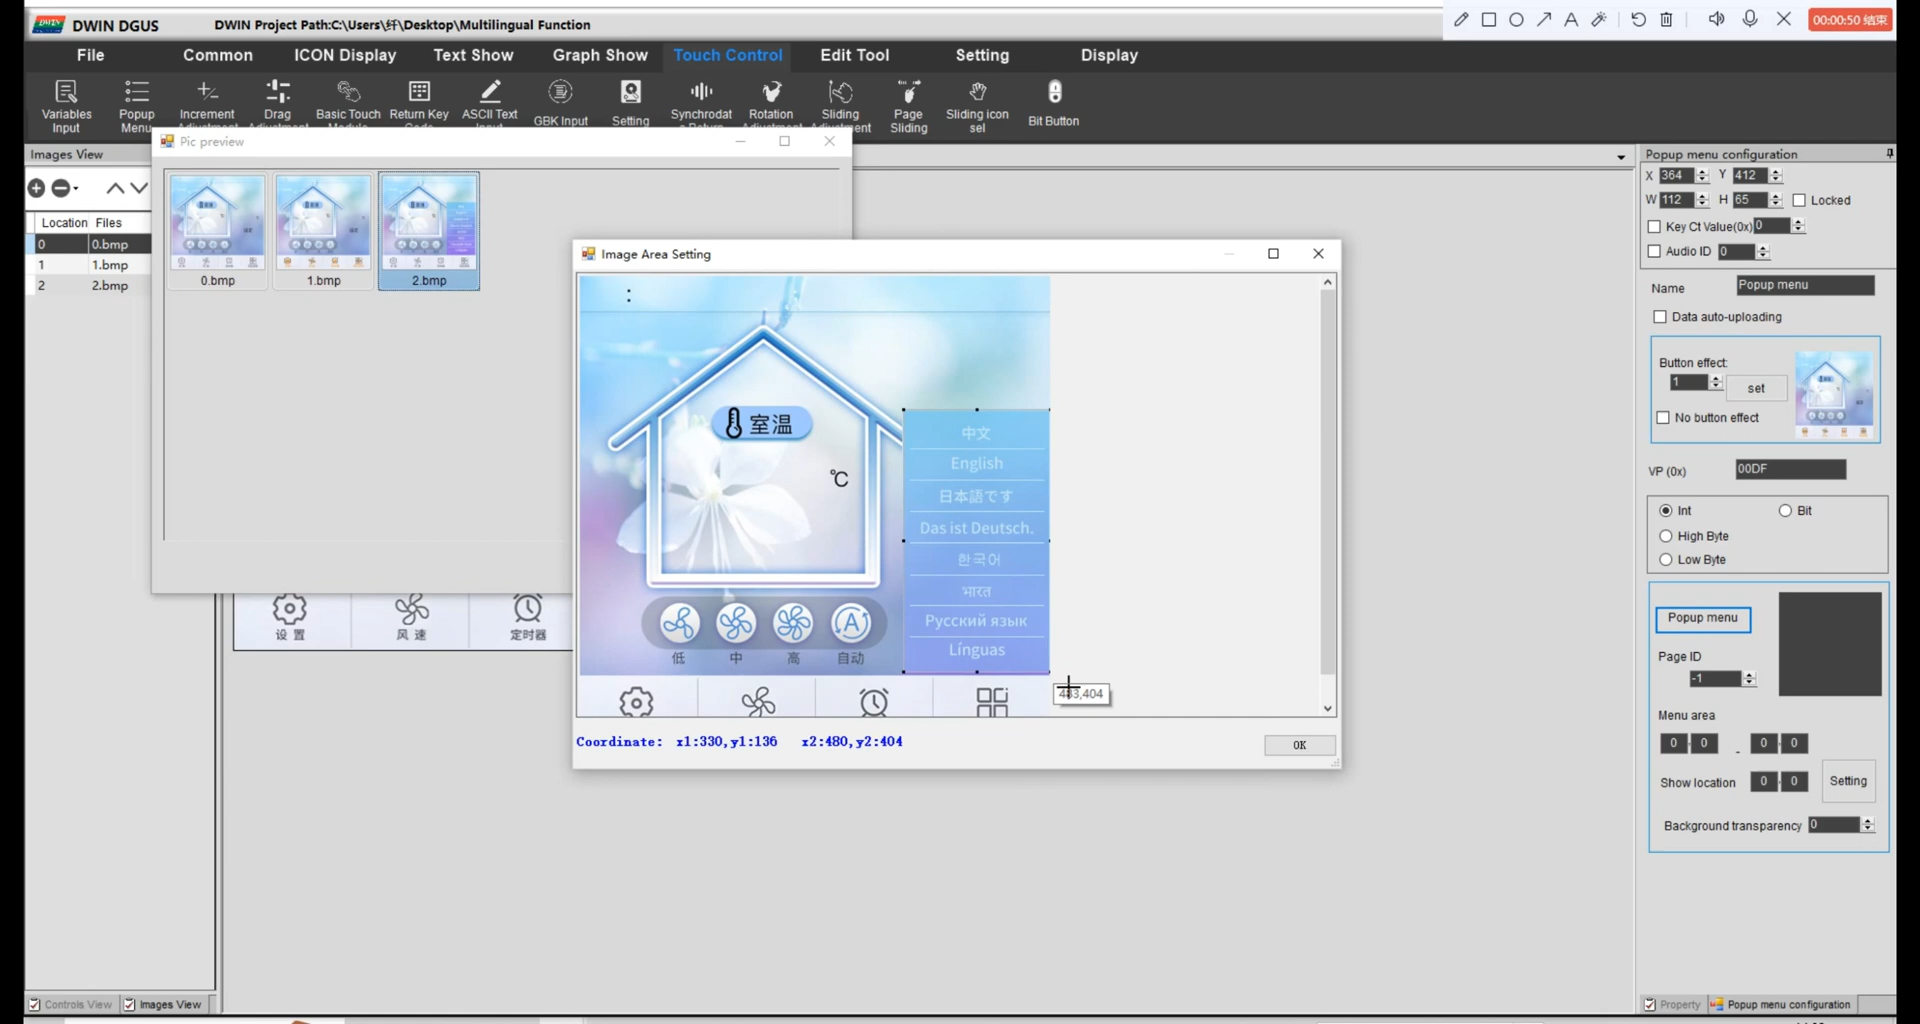 DWIN DGUS
DWIN Project Path:C:\Users\纤\Desktop\Multilingual Function
00:00:50 结束
File Common ICON Display Text Show Graph Show Touch Control Edit Tool Setting Display
Variables Input
Popup Menu
Increment
Drag
Basic Touch
Return Key
ASCII Text
GBK Input
Setting
Synchrodat
Rotation
Sliding
Page Sliding
Sliding icon sel
Bit Button
Images View
Location Files
0 0.bmp
1 1.bmp
2 2.bmp
Pic preview
0.bmp
1.bmp
2.bmp
设置
风速
定时器
Image Area Setting
:
室温
℃
中文
English
日本語です
Das ist Deutsch.
한국어
भारत
Русский язык
Línguas
低
中
高
自动
483,404
Coordinate: x1:330,y1:136 x2:480,y2:404
OK
Popup menu configuration
X 364 Y 412
W 112 H 65 Locked
Key Ct Value(0x) 0
Audio ID 0
Name Popup menu
Data auto-uploading
Button effect:
1 set
No button effect
VP (0x) 00DF
Int Bit
High Byte
Low Byte
Popup menu
Page ID
-1
Menu area
0 0 - 0 0
Show location 0 0 Setting
Background transparency 0
Controls View Images View
Property Popup menu configuration